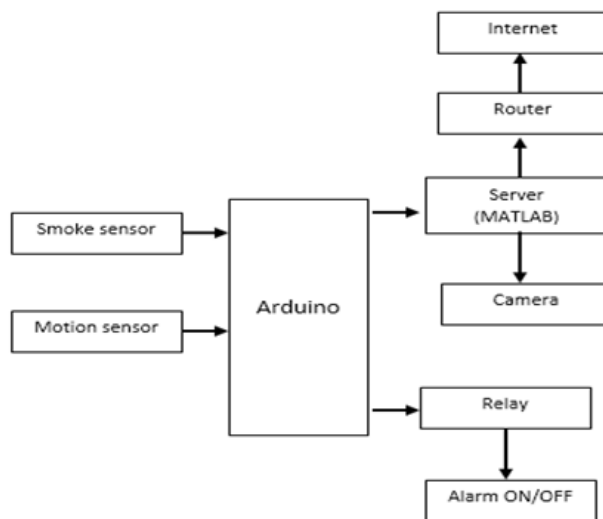 Internet
Router
Server
(MATLAB)
Smoke sensor
Camera
Arduino
Motion sensor
Relay
Alarm ON/OFF